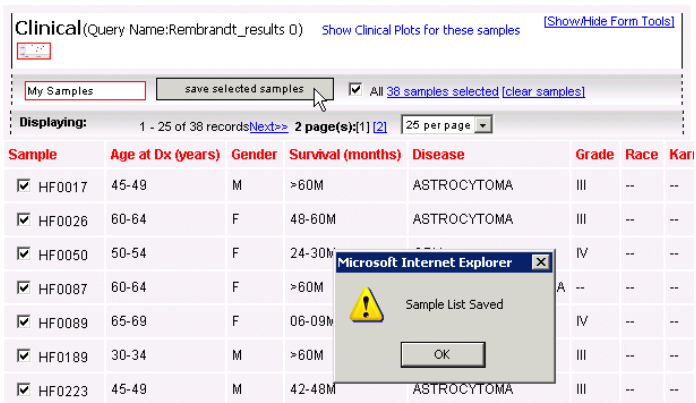 Clinical(Query Name:Rembrandt_results 0) Show Clinical Plots for these samples [Show/Hide Form Tools]
My Samples save selected samples All 38 samples selected [clear samples]
Displaying: 1 - 25 of 38 recordsNext>> 2 page(s):[1] [2] 25 per page
Sample Age at Dx (years) Gender Survival (months) Disease Grade Race Karn
HF0017 45-49 M >60M ASTROCYTOMA III -- --
HF0026 60-64 F 48-60M ASTROCYTOMA III -- --
HF0050 50-54 F 24-30M IV -- --
Microsoft Internet Explorer
HF0087 60-64 F >60M A -- -- --
Sample List Saved
HF0089 65-69 F 06-09M IV -- --
OK
HF0189 30-34 M >60M III -- --
HF0223 45-49 M 42-48M ASTROCYTOMA III -- --